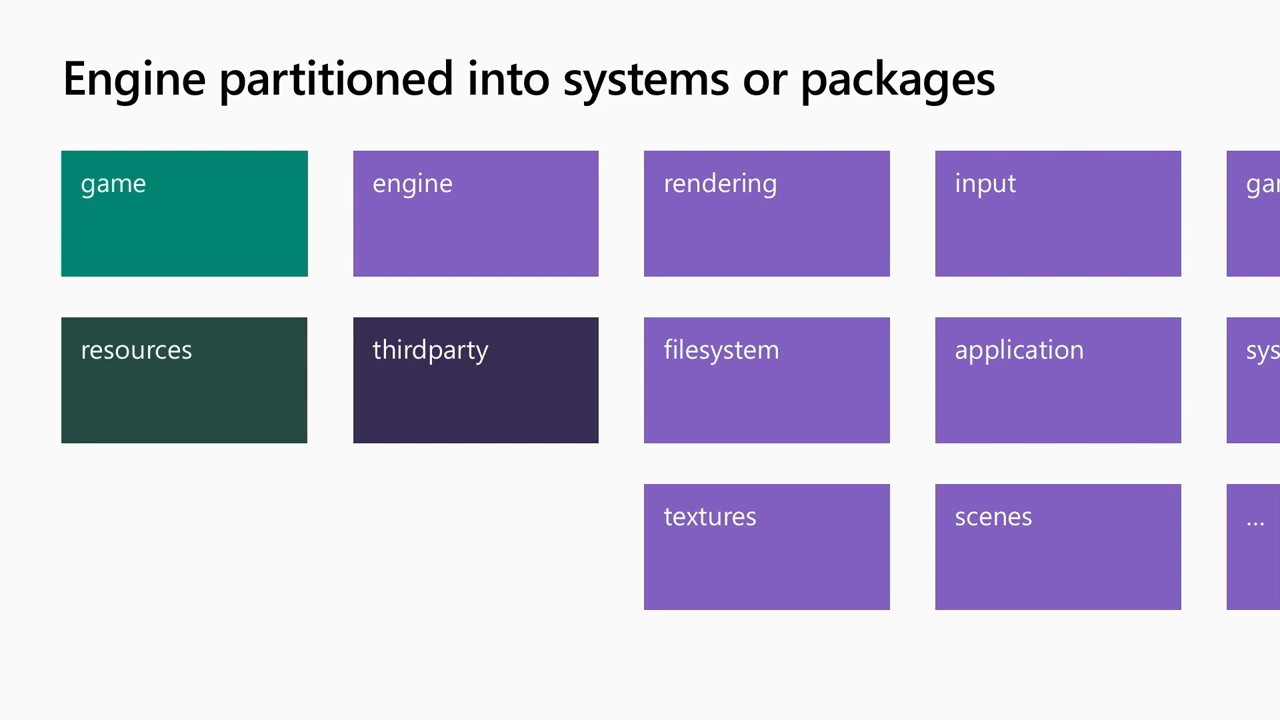 Engine partitioned into systems or packages
game
engine
rendering
input
resources
thirdparty
filesystem
application
textures
scenes
...